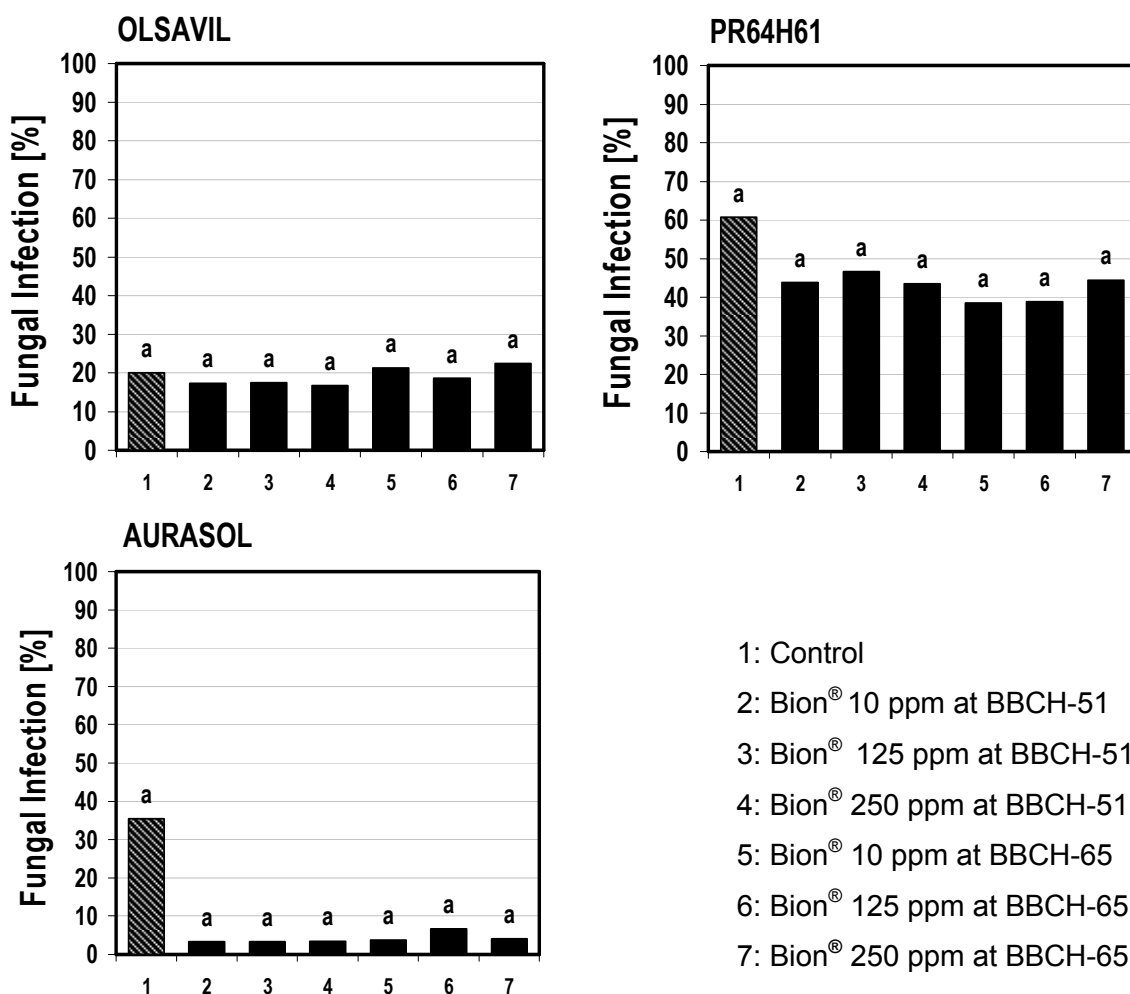 OLSAVIL
Fungal Infection [%]
100
90
80
70
60
50
40
30
20
10
0
a a a a a a a
1 2 3 4 5 6 7
PR64H61
Fungal Infection [%]
100
90
80
70
60
50
40
30
20
10
0
a a a a a a a
1 2 3 4 5 6 7
AURASOL
Fungal Infection [%]
100
90
80
70
60
50
40
30
20
10
0
a a a a a a a
1 2 3 4 5 6 7
1: Control
2: Bion® 10 ppm at BBCH-51
3: Bion® 125 ppm at BBCH-51
4: Bion® 250 ppm at BBCH-51
5: Bion® 10 ppm at BBCH-65
6: Bion® 125 ppm at BBCH-65
7: Bion® 250 ppm at BBCH-65